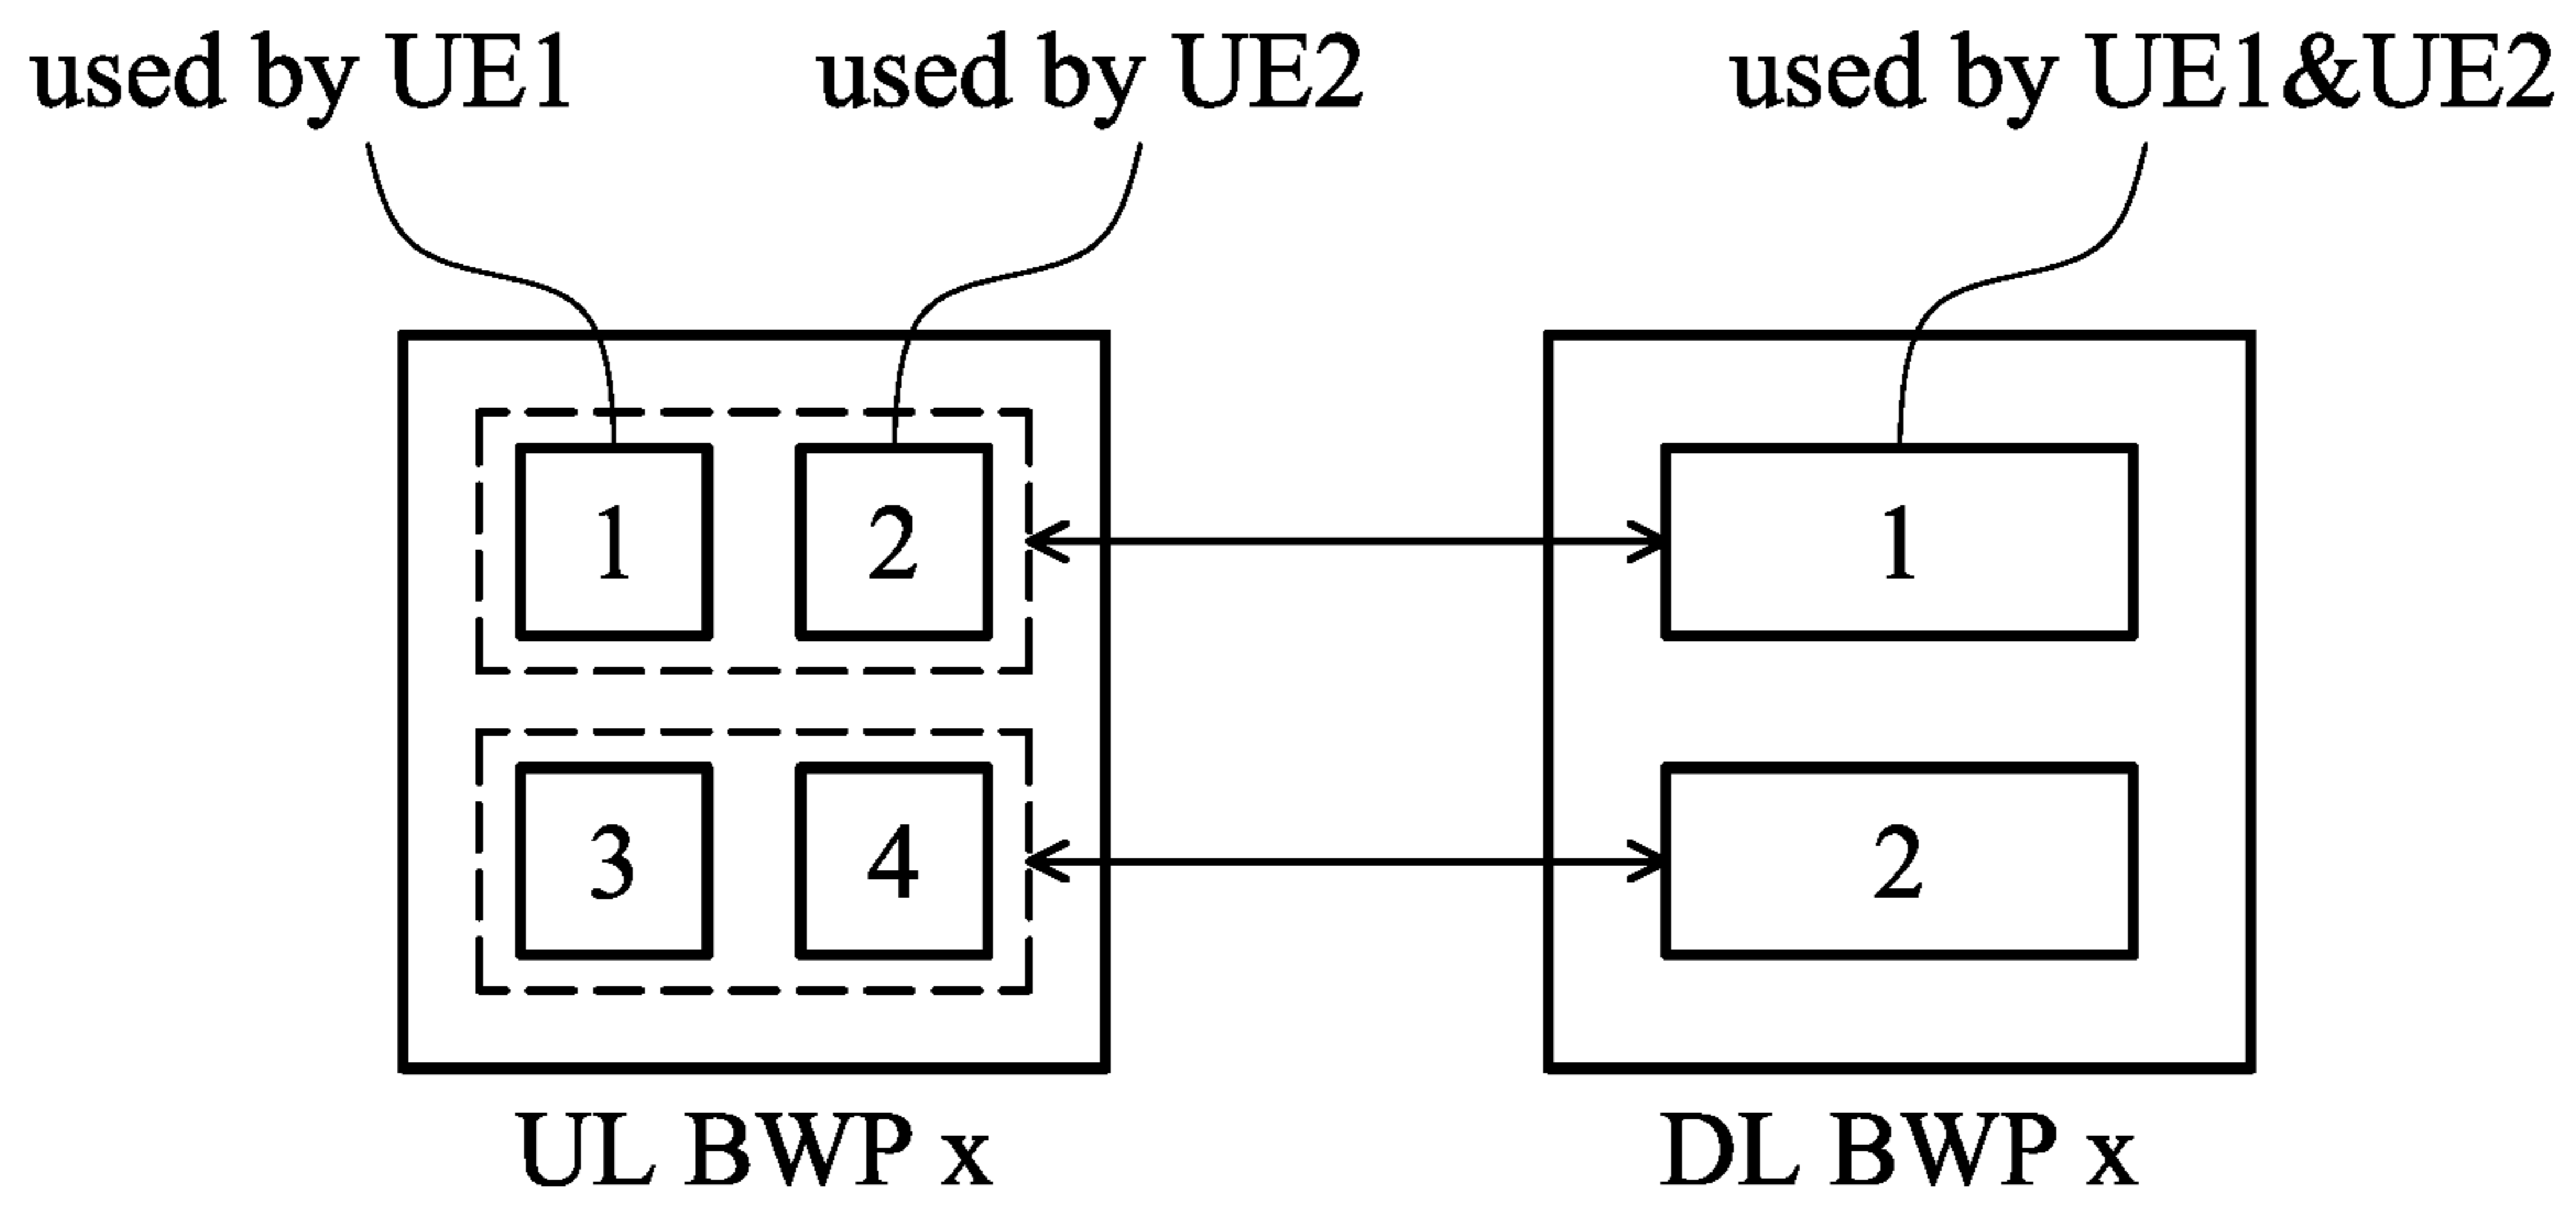 used by UE1
used by UE2
used by UE1&UE2
1
2
1
3
4
2
UL BWP x
DL BWP x